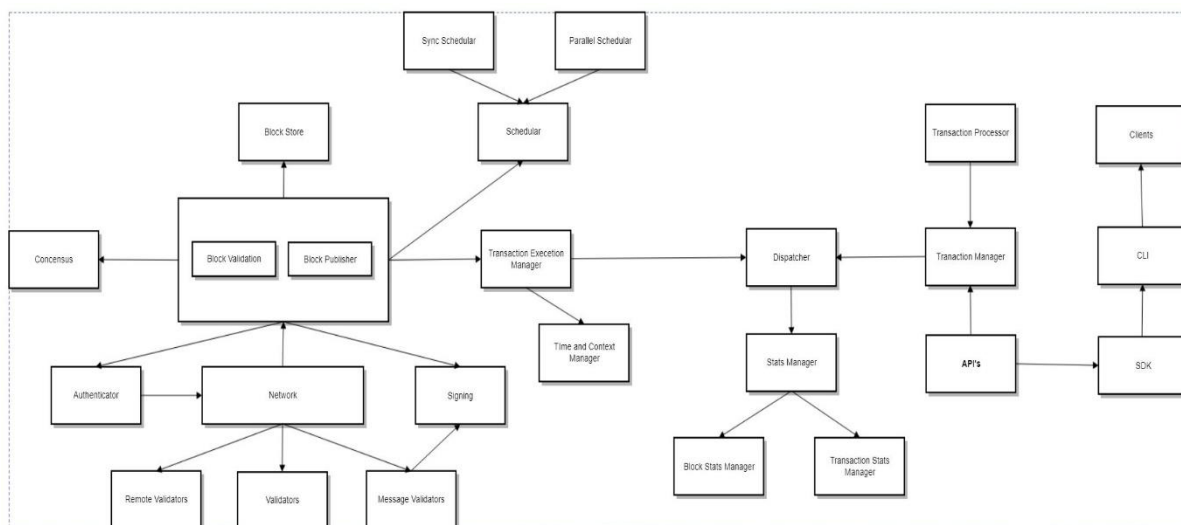 Sync Schedular
Parallel Schedular
Block Store
Schedular
Transaction Processor
Clients
Concensus
Block Validation
Block Publisher
Transaction Execetion
Manager
Dispatcher
Tranaction Manager
CLI
Time and Context
Manager
Stats Manager
API's
SDK
Authenticator
Network
Signing
Block Stats Manager
Transaction Stats
Manager
Remote Validators
Validators
Message Validators